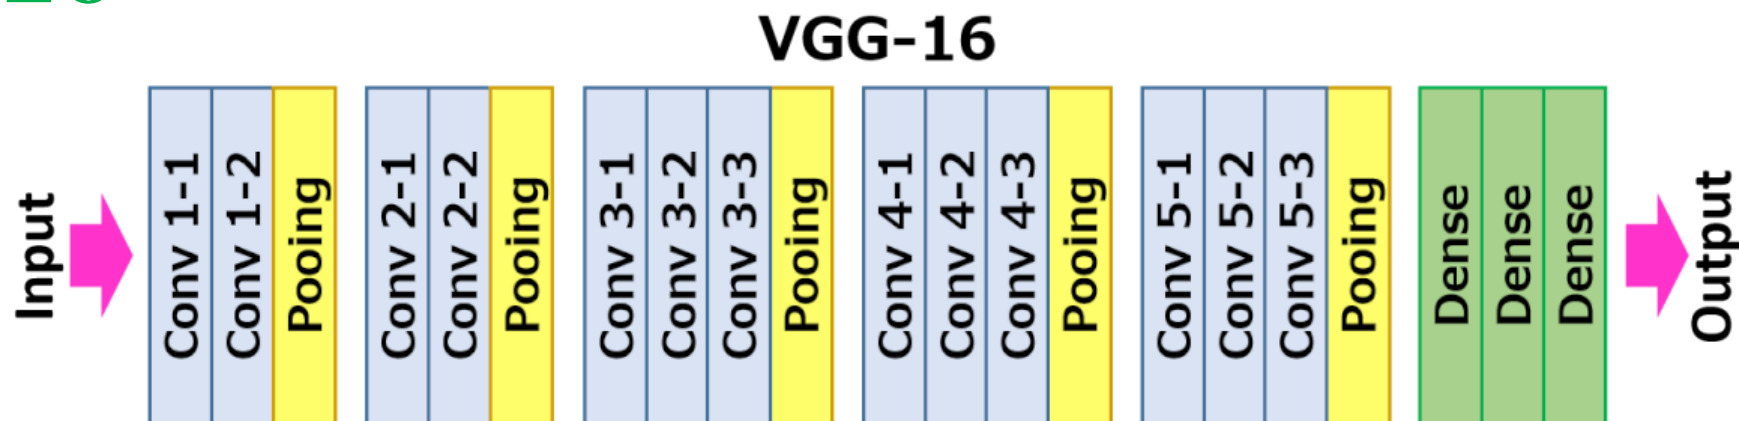 VGG-16
Input
Conv 1-1
Conv 1-2
Pooing
Conv 2-1
Conv 2-2
Pooing
Conv 3-1
Conv 3-2
Conv 3-3
Pooing
Conv 4-1
Conv 4-2
Conv 4-3
Pooing
Conv 5-1
Conv 5-2
Conv 5-3
Pooing
Dense
Dense
Dense
Output